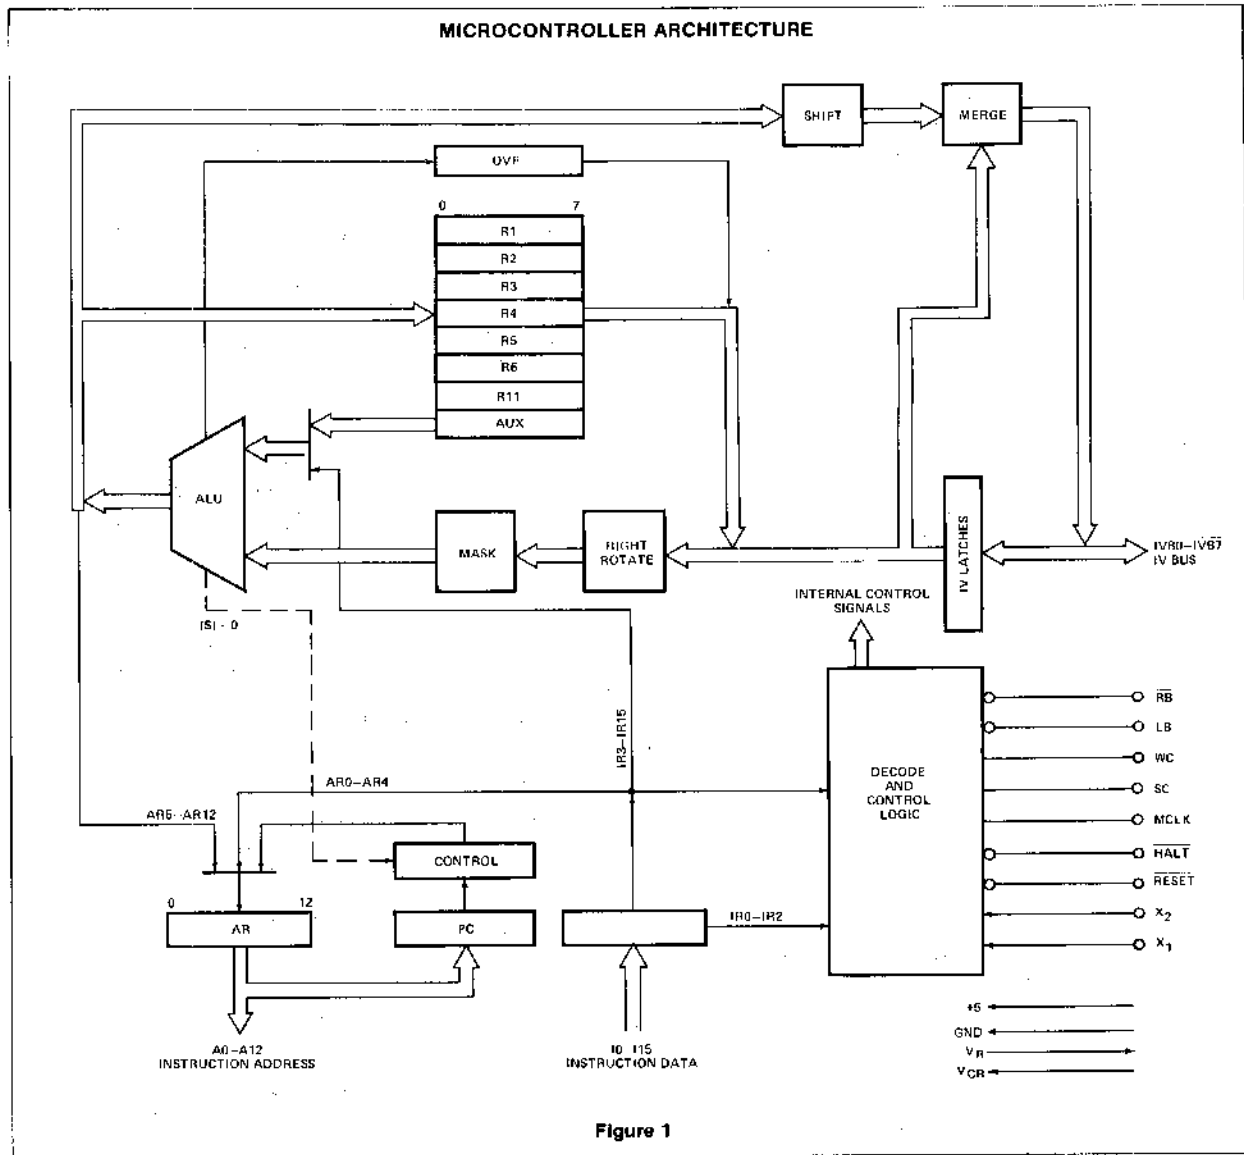 MICROCONTROLLER ARCHITECTURE
SHIFT
MERGE
OVF
0 7
R1
R2
R3
R4
R5
R6
R11
AUX
ALU
MASK
RIGHT
ROTATE
IV LATCHES
IVB0–IVB7
IV BUS
INTERNAL CONTROL
SIGNALS
(S) - 0
IR3–IR15
AR0–AR4
AR5–AR12
DECODE
AND
CONTROL
LOGIC
R̅B̅
LB
WC
SC
MCLK
H̅A̅L̅T̅
R̅E̅S̅E̅T̅
X2
X1
CONTROL
0 12
AR
PC
IR0–IR2
+5
GND
VR
VCR
A0–A12
INSTRUCTION ADDRESS
I0–I15
INSTRUCTION DATA
Figure 1